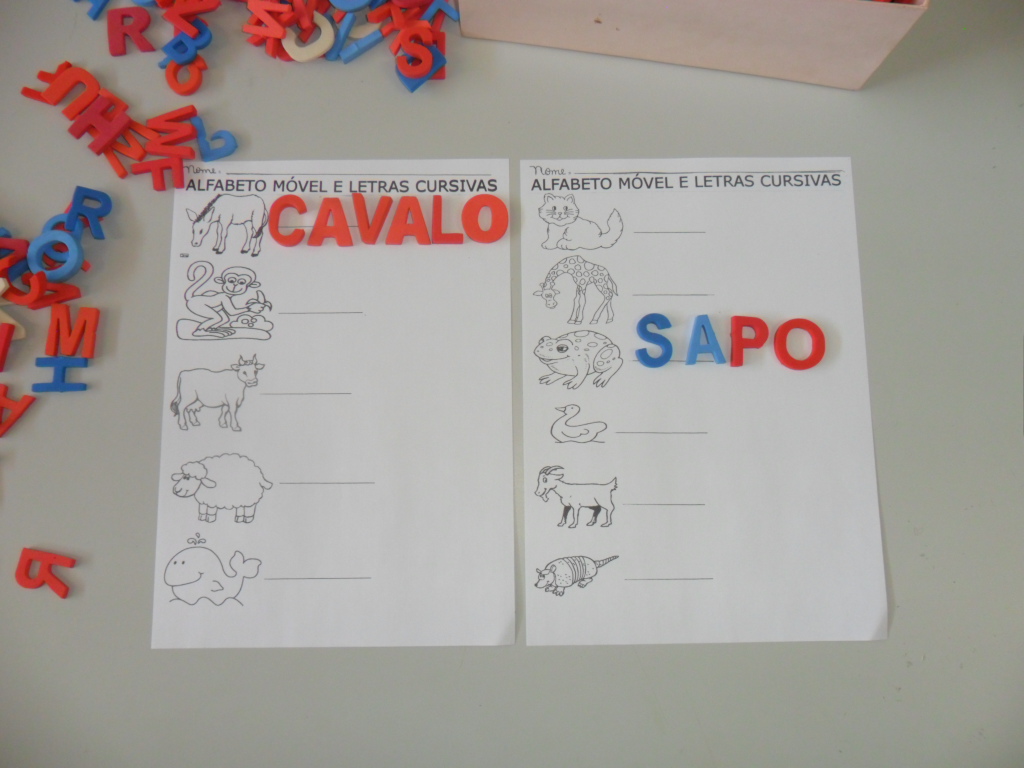 Nome:
ALFABETO MÓVEL E LETRAS CURSIVAS
CAVALO
Nome:
ALFABETO MÓVEL E LETRAS CURSIVAS
SAPO